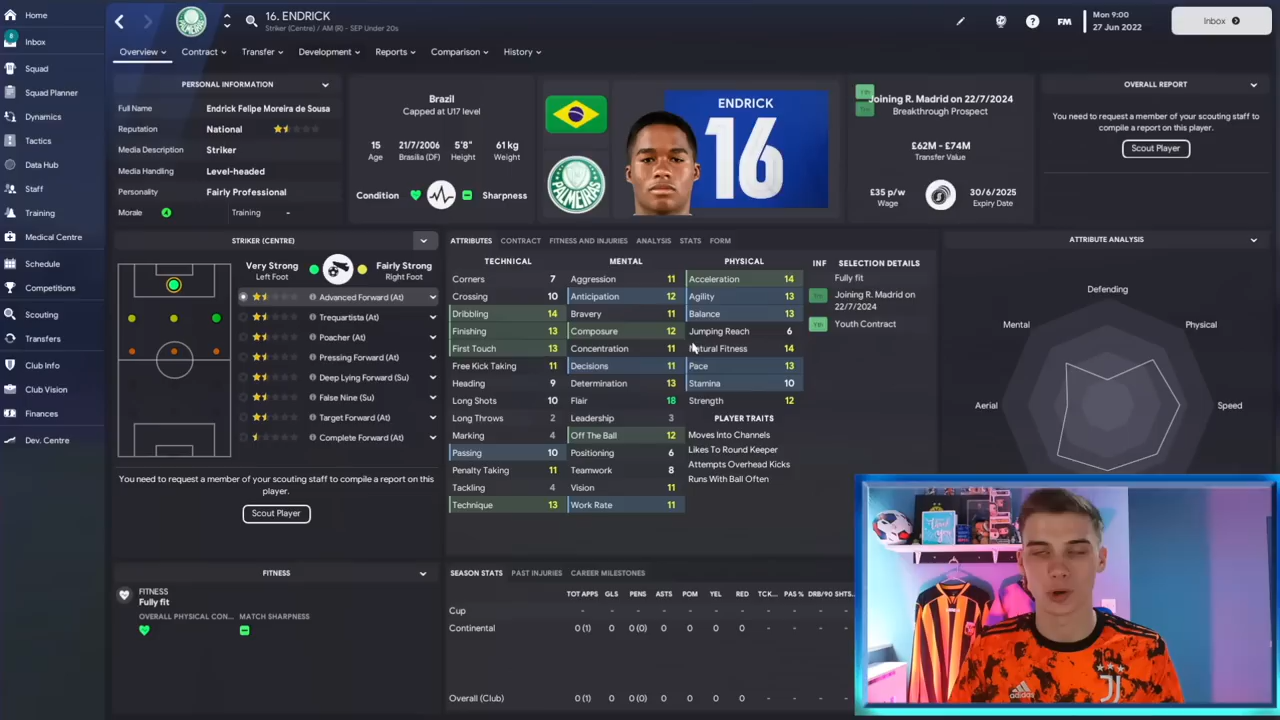 Home
8
Inbox
Squad
Squad Planner
Dynamics
Tactics
Data Hub
Staff
Training
Medical Centre
Schedule
Competitions
Scouting
Transfers
Club Info
Club Vision
Finances
Dev. Centre
16. ENDRICK
Striker (Centre) / AM (R) - SEP Under 20s
FM
Mon 9:00
27 Jun 2022
Inbox
Overview Contract Transfer Development Reports Comparison History
PERSONAL INFORMATION
Full Name Endrick Felipe Moreira de Sousa
Reputation National
Media Description Striker
Media Handling Level-headed
Personality Fairly Professional
Morale Training -
Brazil
Capped at U17 level
15 21/7/2006 5'8" 61 kg
Age Brasília (DF) Height Weight
Condition Sharpness
PALMEIRAS
ENDRICK
16
Joining R. Madrid on 22/7/2024
Breakthrough Prospect
£62M - £74M
Transfer Value
£35 p/w 30/6/2025
Wage Expiry Date
OVERALL REPORT
You need to request a member of your scouting staff to
compile a report on this player.
Scout Player
STRIKER (CENTRE)
Very Strong Fairly Strong
Left Foot Right Foot
Advanced Forward (At)
Trequartista (At)
Poacher (At)
Pressing Forward (At)
Deep Lying Forward (Su)
False Nine (Su)
Target Forward (At)
Complete Forward (At)
You need to request a member of your scouting staff to compile a report on this
player.
Scout Player
ATTRIBUTES CONTRACT FITNESS AND INJURIES ANALYSIS STATS FORM
TECHNICAL
Corners 7
Crossing 10
Dribbling 14
Finishing 13
First Touch 13
Free Kick Taking 11
Heading 9
Long Shots 10
Long Throws 2
Marking 4
Passing 10
Penalty Taking 11
Tackling 4
Technique 13
MENTAL
Aggression 11
Anticipation 12
Bravery 11
Composure 12
Concentration 11
Decisions 11
Determination 13
Flair 18
Leadership 3
Off The Ball 12
Positioning 6
Teamwork 8
Vision 11
Work Rate 11
PHYSICAL
Acceleration 14
Agility 13
Balance 13
Jumping Reach 6
Natural Fitness 14
Pace 13
Stamina 10
Strength 12
PLAYER TRAITS
Moves Into Channels
Likes To Round Keeper
Attempts Overhead Kicks
Runs With Ball Often
INF SELECTION DETAILS
Fully fit
Joining R. Madrid on
22/7/2024
Yth Youth Contract
ATTRIBUTE ANALYSIS
Defending
Mental Physical
Aerial Speed
FITNESS
FITNESS
Fully fit
OVERALL PHYSICAL CON... MATCH SHARPNESS
SEASON STATS PAST INJURIES CAREER MILESTONES
TOT APPS GLS PENS ASTS POM YEL RED TCK... PAS % DRB/90 SHTS...
Cup - - - - - - - - - - -
Continental 0 (1) 0 0 (0) 0 0 0 0 - - - -
Overall (Club) 0 (1) 0 0 (0) 0 0 0 0 - - - -
thank you
adidas